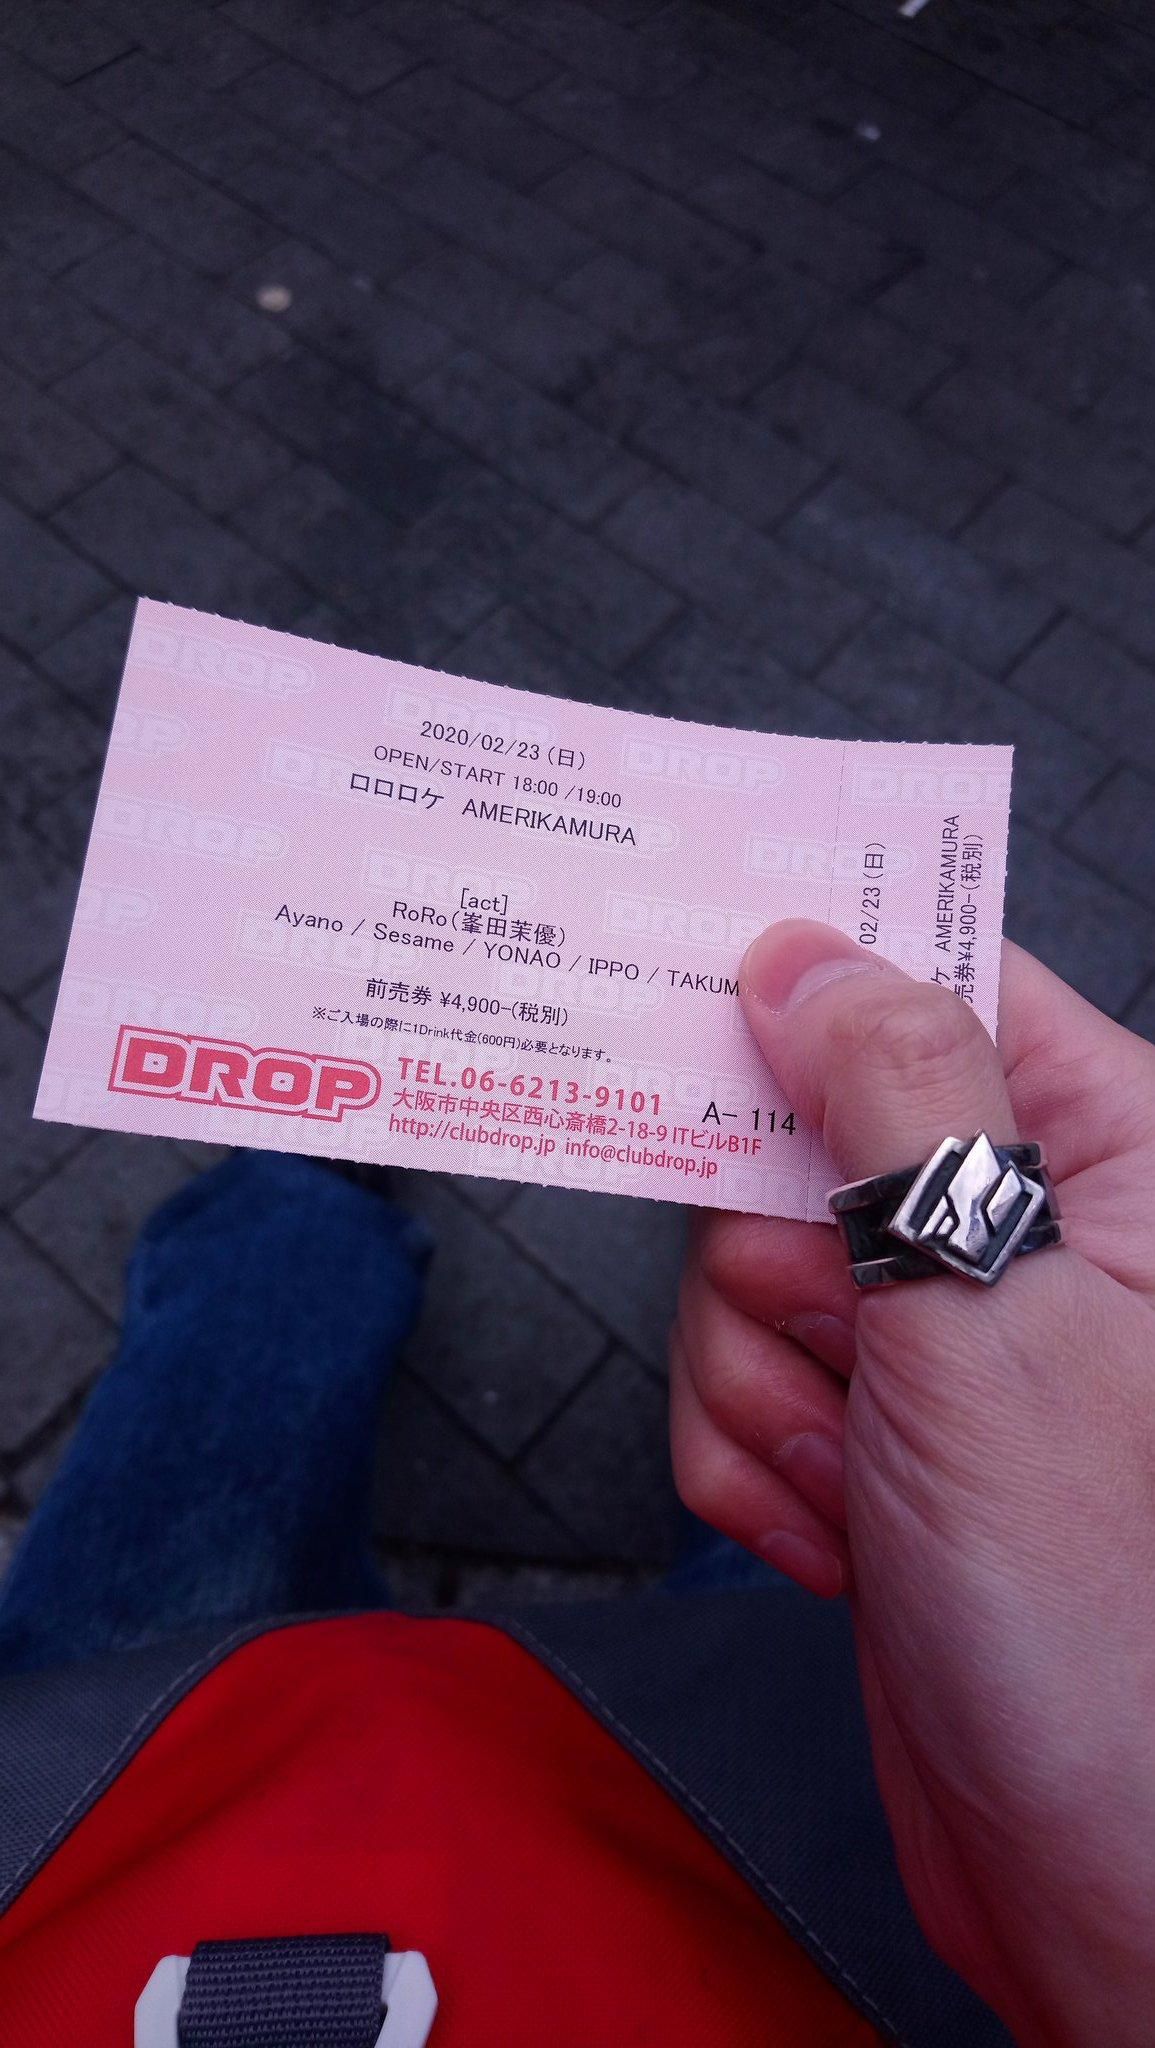 2020/02/23(日)
OPEN/START 18:00 /19:00
ロロロケ AMERIKAMURA
[act]
RoRo(峯田茉優)
Ayano / Sesame / YONAO / IPPO / TAKUM
前売券 ¥4,900-(税別)
※ご入場の際に1Drink代金(600円)必要となります。
DROP
TEL.06-6213-9101
大阪市中央区西心斎橋2-18-9 ITビルB1F
http://clubdrop.jp info@clubdrop.jp
A- 114
02/23(日)
ケ AMERIKAMURA
売券¥4,900-(税別)